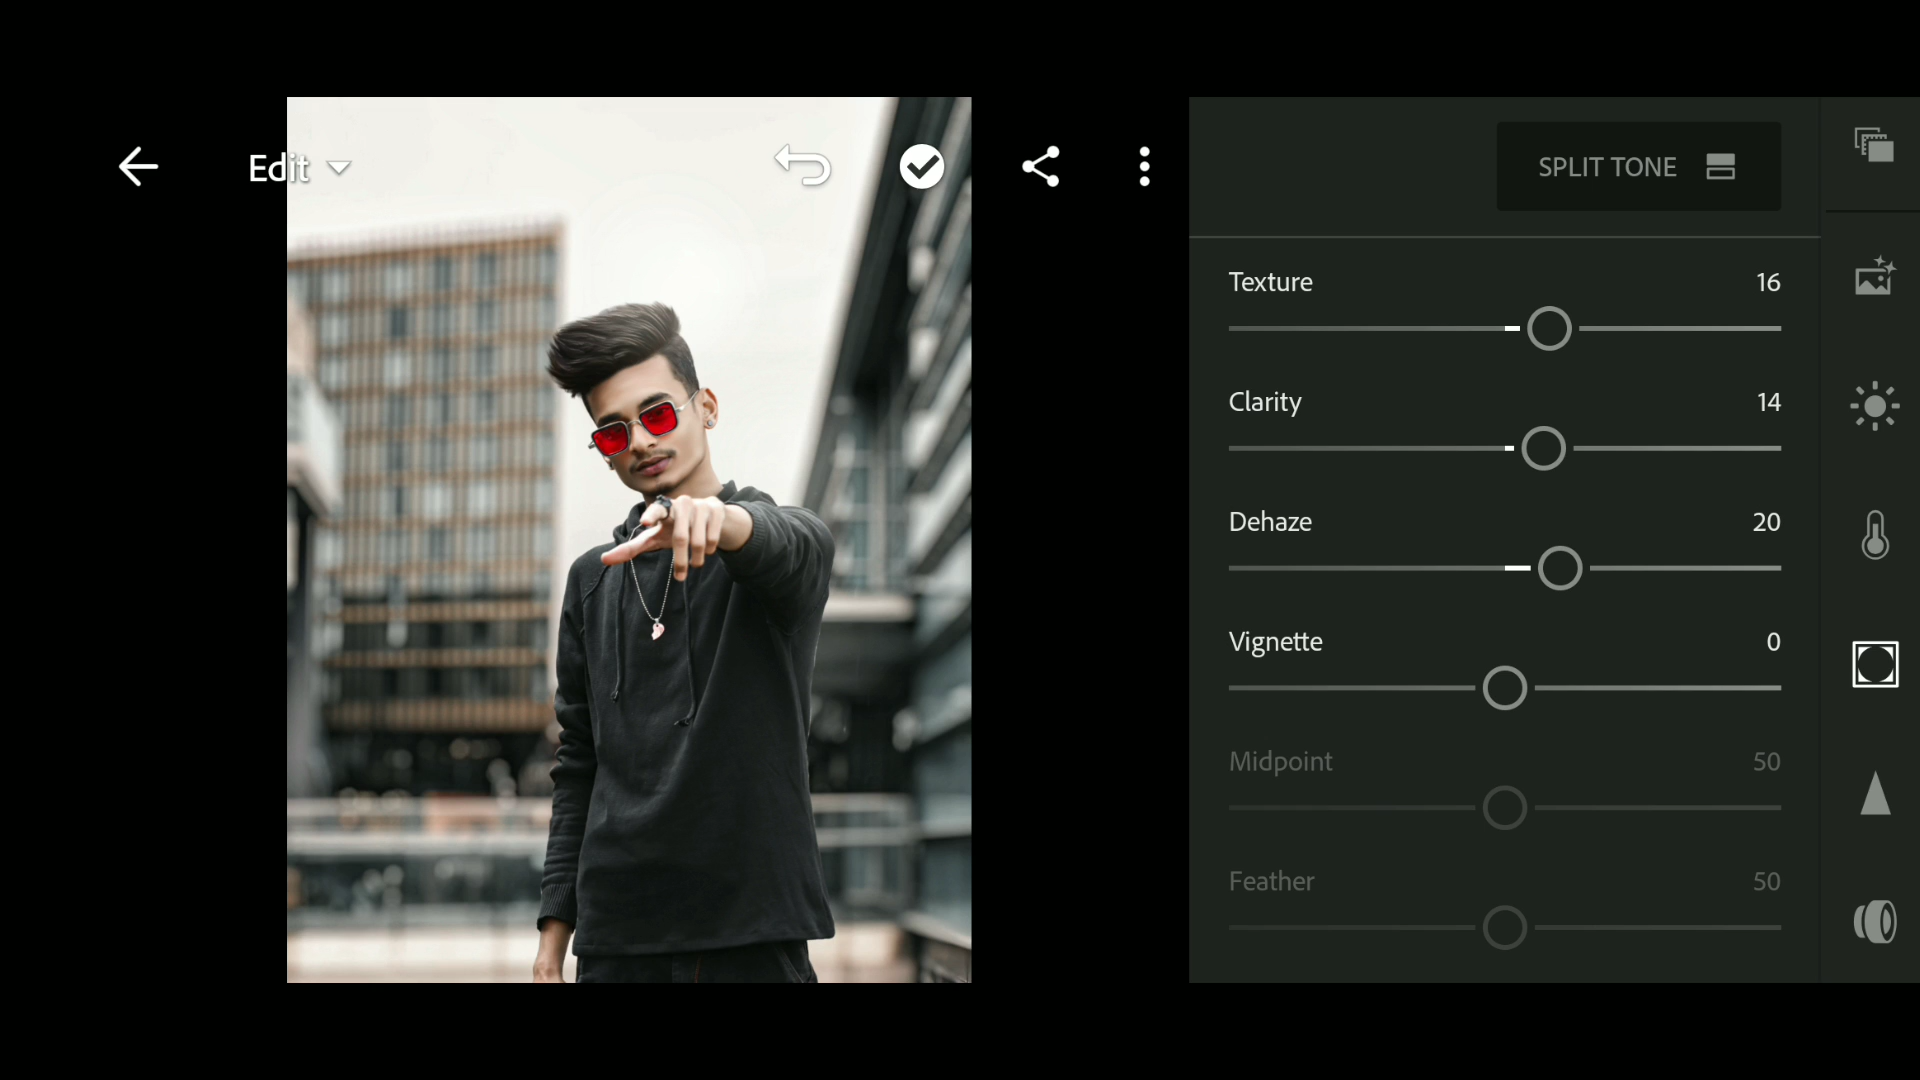 Edit
SPLIT TONE
Texture 16
Clarity 14
Dehaze 20
Vignette 0
Midpoint 50
Feather 50